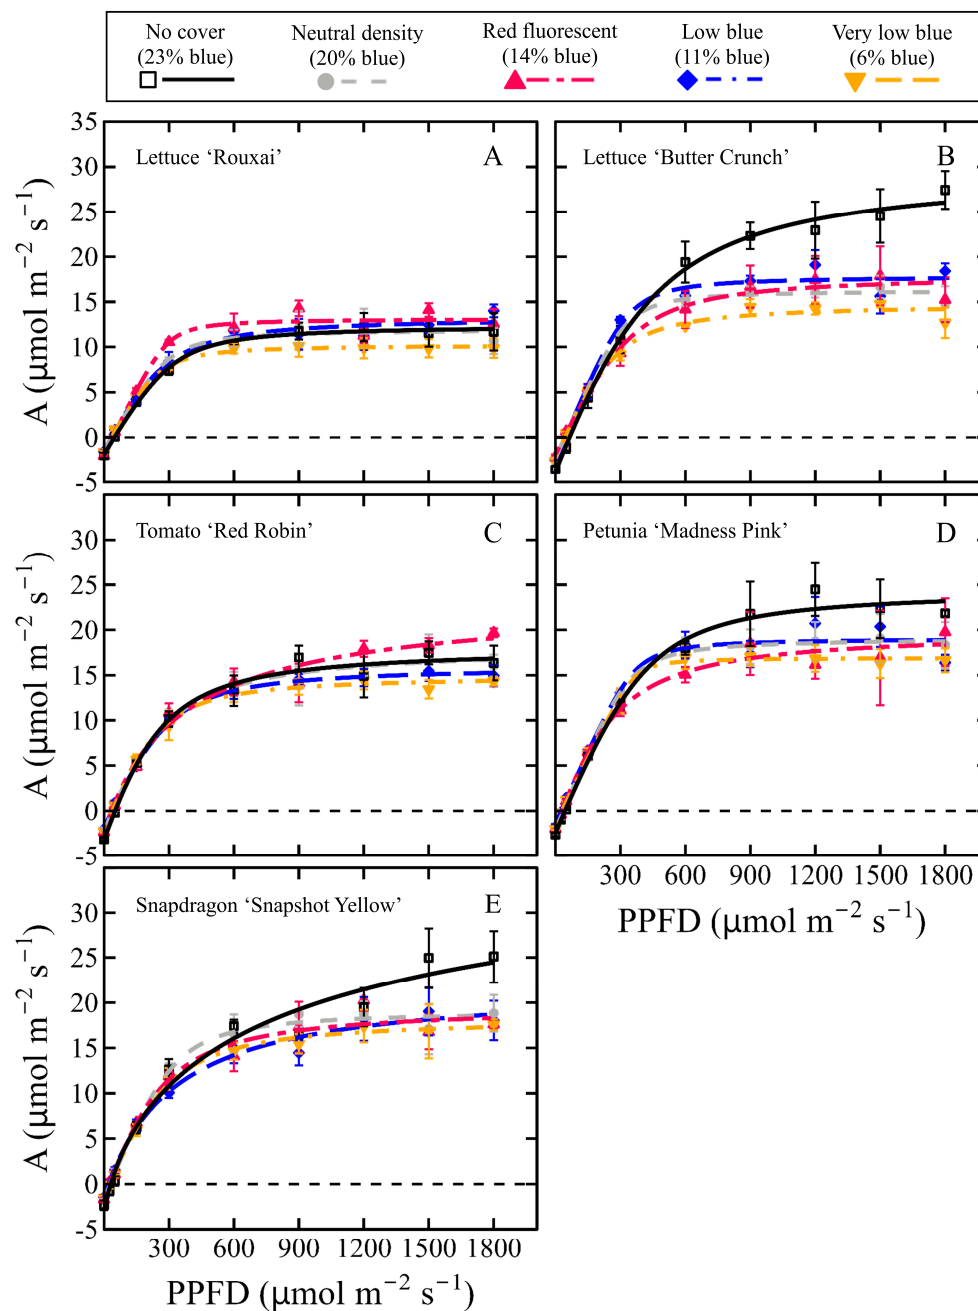 No cover
(23% blue)
Neutral density
(20% blue)
Red fluorescent
(14% blue)
Low blue
(11% blue)
Very low blue
(6% blue)
35
30
25
20
15
10
5
0
-5
A (μmol m⁻² s⁻¹)
Lettuce ‘Rouxai’
A
Lettuce ‘Butter Crunch’
B
30
25
20
15
10
5
0
-5
A (μmol m⁻² s⁻¹)
Tomato ‘Red Robin’
C
Petunia ‘Madness Pink’
D
300 600 900 1200 1500 1800
PPFD (μmol m⁻² s⁻¹)
30
25
20
15
10
5
0
-5
A (μmol m⁻² s⁻¹)
Snapdragon ‘Snapshot Yellow’
E
300 600 900 1200 1500 1800
PPFD (μmol m⁻² s⁻¹)